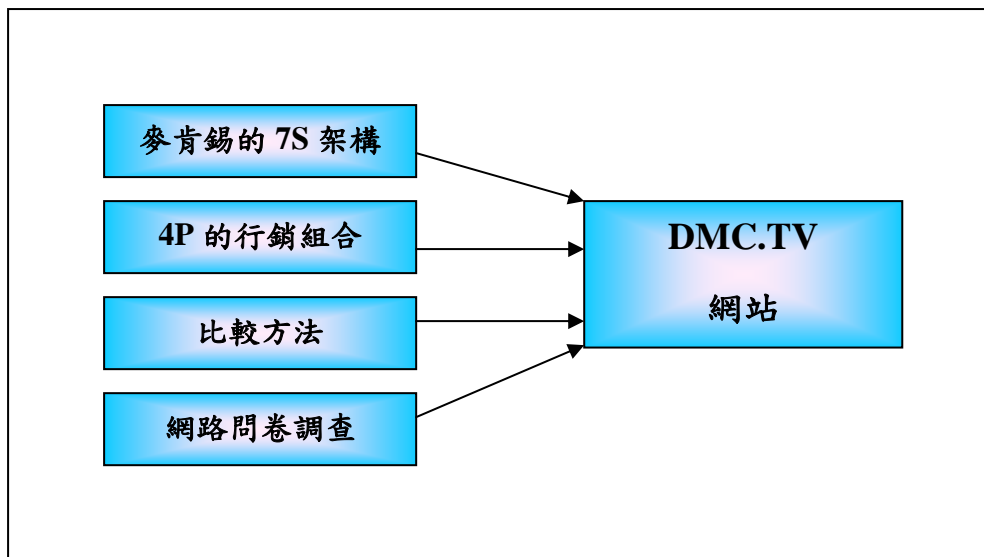 麥肯錫的 7S 架構
4P 的行銷組合
比較方法
網路問卷調查
DMC.TV
網站